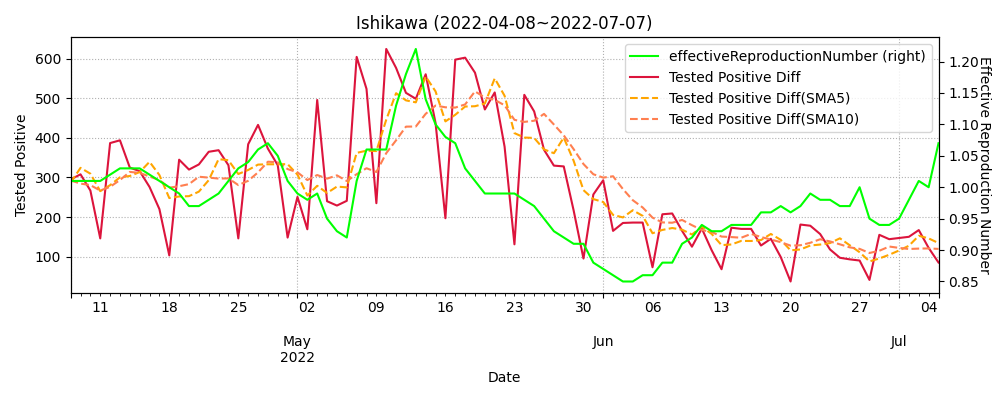 Ishikawa (2022-04-08~2022-07-07)
effectiveReproductionNumber (right)
Tested Positive Diff
Tested Positive Diff(SMA5)
Tested Positive Diff(SMA10)
Tested Positive
600
500
400
300
200
100
1.20
1.15
1.10
1.05
1.00
0.95
0.90
0.85
Effective Reproduction Number
11 18 25 02 09 16 23 30 06 13 20 27 04
May Jun Jul
2022
Date